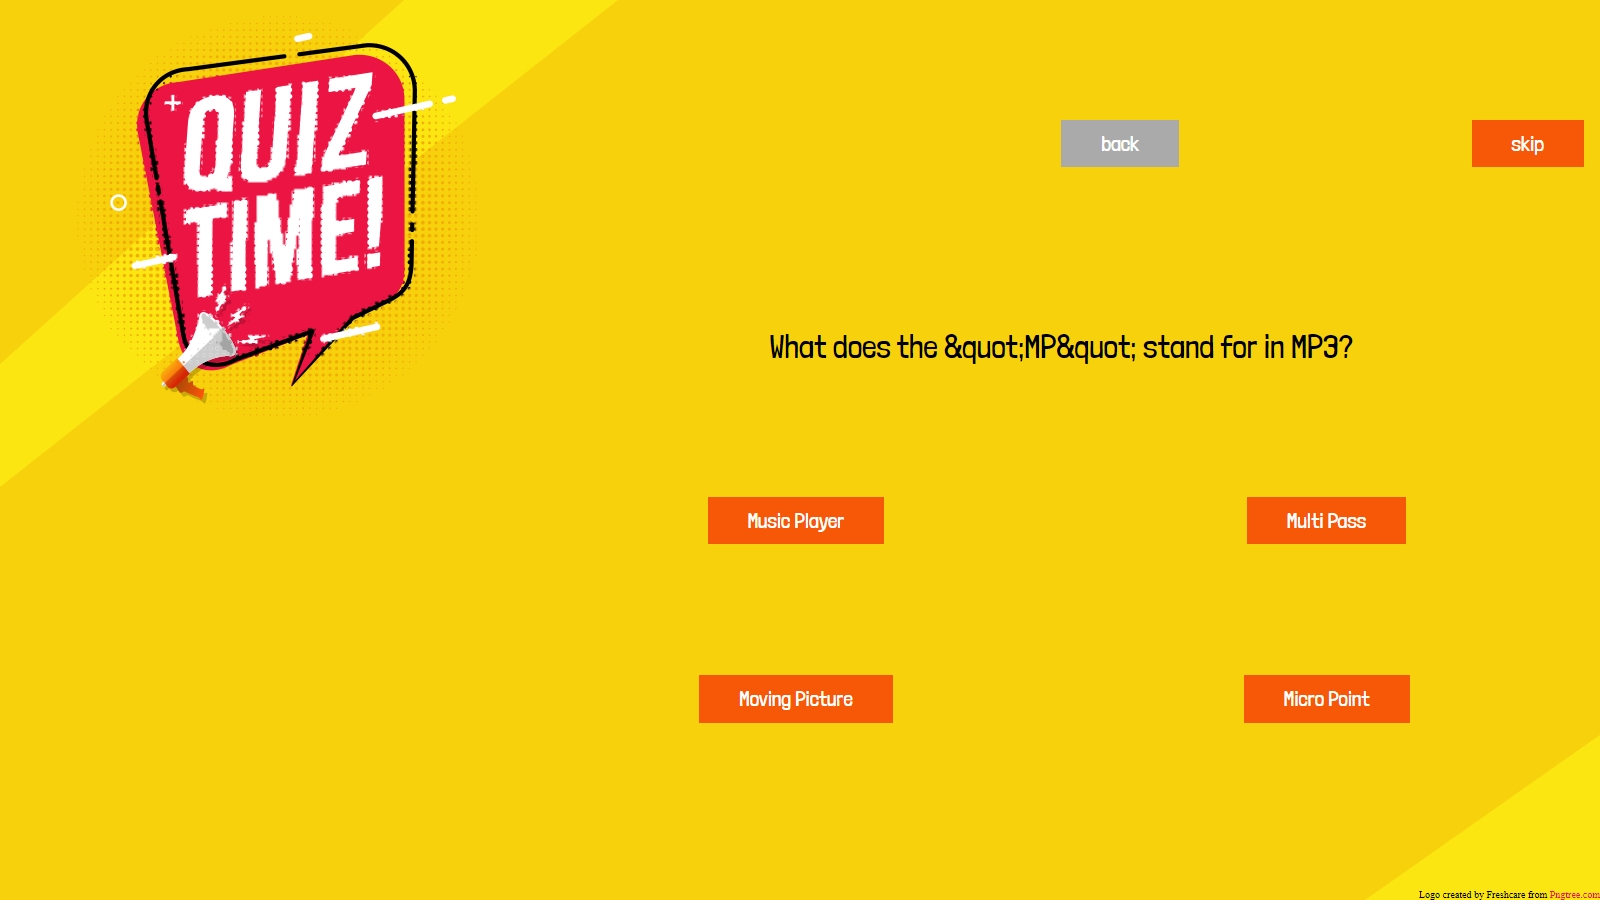 QUIZ
TIME!
back
skip
What does the &quot;MP&quot; stand for in MP3?
Music Player
Multi Pass
Moving Picture
Micro Point
Logo created by Freshcare from Pngtree.com